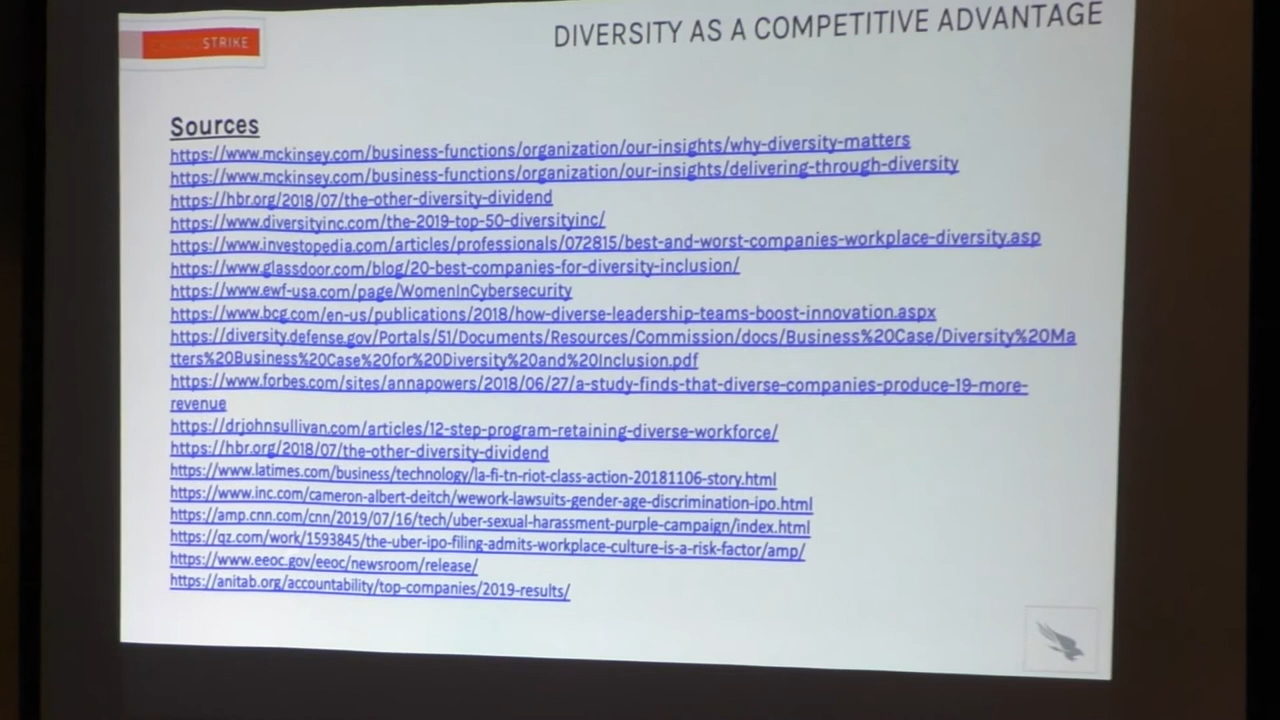 STRIKE
DIVERSITY AS A COMPETITIVE ADVANTAGE
Sources
https://www.mckinsey.com/business-functions/organization/our-insights/why-diversity-matters
https://www.mckinsey.com/business-functions/organization/our-insights/delivering-through-diversity
https://hbr.org/2018/07/the-other-diversity-dividend
https://www.diversityinc.com/the-2019-top-50-diversityinc/
https://www.investopedia.com/articles/professionals/072815/best-and-worst-companies-workplace-diversity.asp
https://www.glassdoor.com/blog/20-best-companies-for-diversity-inclusion/
https://www.ewf-usa.com/page/WomenInCybersecurity
https://www.bcg.com/en-us/publications/2018/how-diverse-leadership-teams-boost-innovation.aspx
https://diversity.defense.gov/Portals/51/Documents/Resources/Commission/docs/Business%20Case/Diversity%20Ma
tters%20Business%20Case%20for%20Diversity%20and%20Inclusion.pdf
https://www.forbes.com/sites/annapowers/2018/06/27/a-study-finds-that-diverse-companies-produce-19-more-
revenue
https://drjohnsullivan.com/articles/12-step-program-retaining-diverse-workforce/
https://hbr.org/2018/07/the-other-diversity-dividend
https://www.latimes.com/business/technology/la-fi-tn-riot-class-action-20181106-story.html
https://www.inc.com/cameron-albert-deitch/wework-lawsuits-gender-age-discrimination-ipo.html
https://amp.cnn.com/cnn/2019/07/16/tech/uber-sexual-harassment-purple-campaign/index.html
https://qz.com/work/1593845/the-uber-ipo-filing-admits-workplace-culture-is-a-risk-factor/amp/
https://www.eeoc.gov/eeoc/newsroom/release/
https://anitab.org/accountability/top-companies/2019-results/